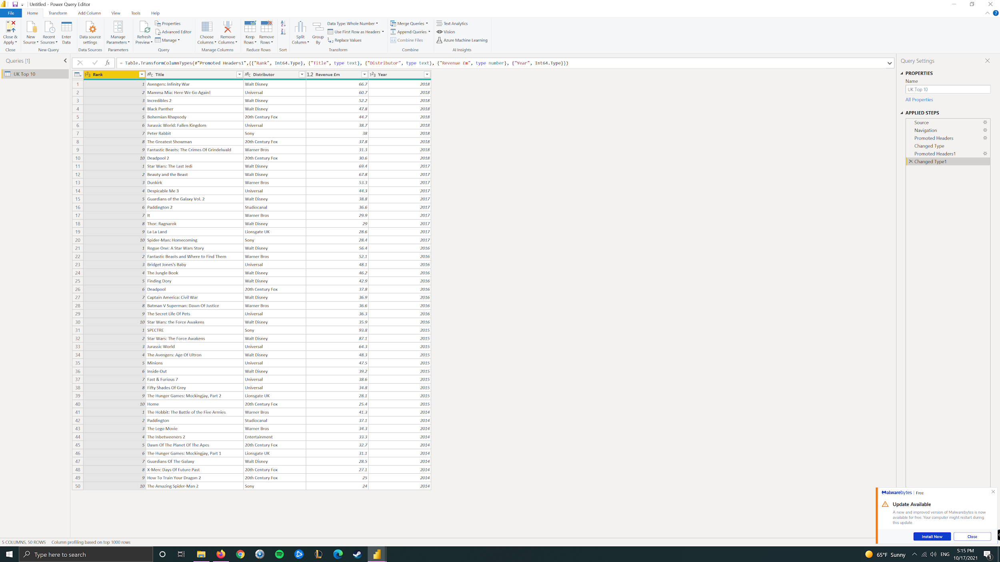 Untitled - Power Query Editor
File Home Transform Add Column View Tools Help
Close & Apply New Source Recent Sources Enter Data Data source settings Manage Parameters Refresh Preview Properties Advanced Editor Manage Choose Columns Remove Columns Keep Rows Remove Rows Split Column Group By Data Type: Whole Number Use First Row as Headers Replace Values Merge Queries Append Queries Combine Files Text Analytics Vision Azure Machine Learning
Close New Query Data Sources Parameters Query Manage Columns Reduce Rows Sort Transform Combine AI Insights
Queries [1]
UK Top 10
fx = Table.TransformColumnTypes(#"Promoted Headers1",{{"Rank", Int64.Type}, {"Title", type text}, {"Distributor", type text}, {"Revenue £m", type number}, {"Year", Int64.Type}})
123 Rank ABC Title ABC Distributor 1.2 Revenue £m 123 Year
1 1 Avengers: Infinity War Walt Disney 66.7 2018
2 2 Mamma Mia: Here We Go Again! Universal 60.7 2018
3 3 Incredibles 2 Walt Disney 52.2 2018
4 4 Black Panther Walt Disney 47.8 2018
5 5 Bohemian Rhapsody 20th Century Fox 44.7 2018
6 6 Jurassic World: Fallen Kingdom Universal 38.7 2018
7 7 Peter Rabbit Sony 38 2018
8 8 The Greatest Showman 20th Century Fox 37.8 2018
9 9 Fantastic Beasts: The Crimes Of Grindelwald Warner Bros 31.3 2018
10 10 Deadpool 2 20th Century Fox 30.6 2018
11 1 Star Wars: The Last Jedi Walt Disney 69.4 2017
12 2 Beauty and the Beast Walt Disney 67.8 2017
13 3 Dunkirk Warner Bros 53.3 2017
14 4 Despicable Me 3 Universal 44.3 2017
15 5 Guardians of the Galaxy Vol. 2 Walt Disney 38.8 2017
16 6 Paddington 2 Studiocanal 36.6 2017
17 7 It Warner Bros 29.9 2017
18 8 Thor: Ragnarok Walt Disney 29 2017
19 9 La La Land Lionsgate UK 28.6 2017
20 10 Spider-Man: Homecoming Sony 28.4 2017
21 1 Rogue One: A Star Wars Story Walt Disney 56.4 2016
22 2 Fantastic Beasts and Where to Find Them Warner Bros 52.1 2016
23 3 Bridget Jones's Baby Universal 48.1 2016
24 4 The Jungle Book Walt Disney 46.2 2016
25 5 Finding Dory Walt Disney 42.9 2016
26 6 Deadpool 20th Century Fox 37.8 2016
27 7 Captain America: Civil War Walt Disney 36.9 2016
28 8 Batman V Superman: Dawn Of Justice Warner Bros 36.6 2016
29 9 The Secret Life Of Pets Universal 36.3 2016
30 10 Star Wars: the Force Awakens Walt Disney 35.9 2016
31 1 SPECTRE Sony 93.8 2015
32 2 Star Wars: The Force Awakens Walt Disney 87.1 2015
33 3 Jurassic World Universal 64.3 2015
34 4 The Avengers: Age Of Ultron Walt Disney 48.3 2015
35 5 Minions Universal 47.5 2015
36 6 Inside Out Walt Disney 39.2 2015
37 7 Fast & Furious 7 Universal 38.6 2015
38 8 Fifty Shades Of Grey Universal 34.8 2015
39 9 The Hunger Games: Mockingjay, Part 2 Lionsgate UK 28.1 2015
40 10 Home 20th Century Fox 25.4 2015
41 1 The Hobbit: The Battle of the Five Armies Warner Bros 41.3 2014
42 2 Paddington Studiocanal 37.1 2014
43 3 The Lego Movie Warner Bros 34.3 2014
44 4 The Inbetweeners 2 Entertainment 33.3 2014
45 5 Dawn Of The Planet Of The Apes 20th Century Fox 32.7 2014
46 6 The Hunger Games: Mockingjay, Part 1 Lionsgate UK 31.1 2014
47 7 Guardians Of The Galaxy Walt Disney 28.5 2014
48 8 X-Men: Days Of Future Past 20th Century Fox 27.1 2014
49 9 How To Train Your Dragon 2 20th Century Fox 25 2014
50 10 The Amazing Spider-Man 2 Sony 24 2014
Query Settings
PROPERTIES
Name
UK Top 10
All Properties
APPLIED STEPS
Source
Navigation
Promoted Headers
Changed Type
Promoted Headers1
Changed Type1
Malwarebytes | Free
Update Available
A new and improved version of Malwarebytes is now
available for free. Your computer might restart during
this update.
Install Now Close
5 COLUMNS, 50 ROWS Column profiling based on top 1000 rows
Type here to search
65°F Sunny ENG
5:15 PM
10/17/2021
1